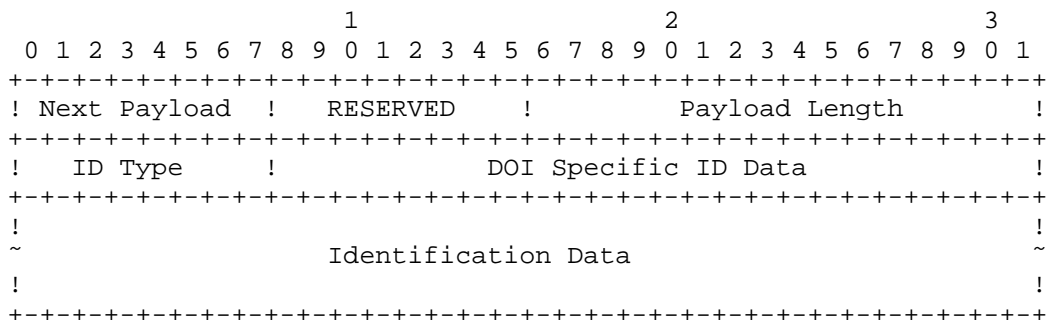 1                   2                   3
 0 1 2 3 4 5 6 7 8 9 0 1 2 3 4 5 6 7 8 9 0 1 2 3 4 5 6 7 8 9 0 1
+-+-+-+-+-+-+-+-+-+-+-+-+-+-+-+-+-+-+-+-+-+-+-+-+-+-+-+-+-+-+-+-+
! Next Payload  !   RESERVED    !         Payload Length        !
+-+-+-+-+-+-+-+-+-+-+-+-+-+-+-+-+-+-+-+-+-+-+-+-+-+-+-+-+-+-+-+-+
!   ID Type     !             DOI Specific ID Data              !
+-+-+-+-+-+-+-+-+-+-+-+-+-+-+-+-+-+-+-+-+-+-+-+-+-+-+-+-+-+-+-+-+
!                                                               !
~                   Identification Data                         ~
!                                                               !
+-+-+-+-+-+-+-+-+-+-+-+-+-+-+-+-+-+-+-+-+-+-+-+-+-+-+-+-+-+-+-+-+